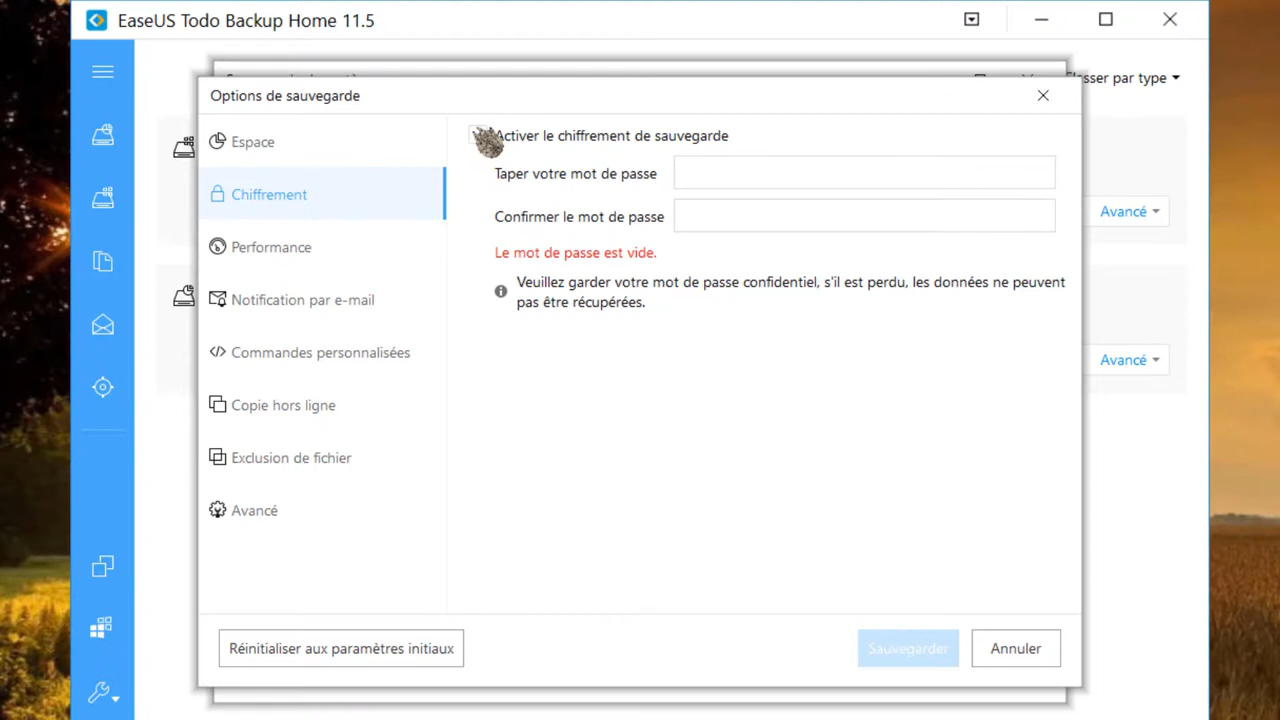 EaseUS Todo Backup Home 11.5
sser par type
Options de sauvegarde
Espace
Activer le chiffrement de sauvegarde
Taper votre mot de passe
Chiffrement
Avancé
Confirmer le mot de passe
Performance
Le mot de passe est vide.
Veuillez garder votre mot de passe confidentiel, s'il est perdu, les données ne peuvent
pas être récupérées.
Notification par e-mail
Commandes personnalisées
Avancé
Copie hors ligne
Exclusion de fichier
Avancé
Réinitialiser aux paramètres initiaux
Sauvegarder
Annuler